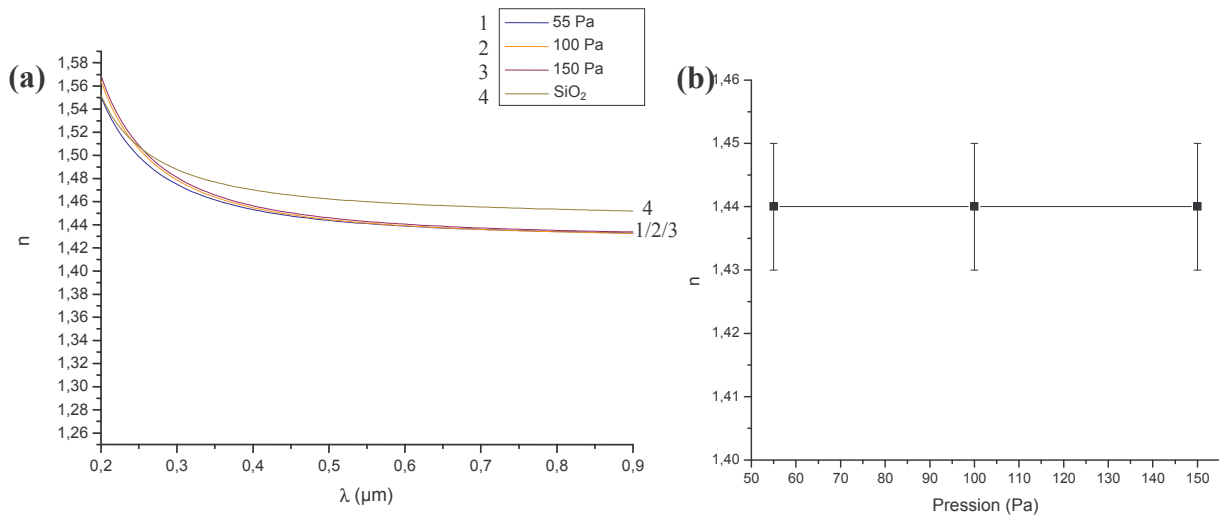 1 55 Pa
2 100 Pa
3 150 Pa
4 SiO₂
(a)
1,58
1,56
1,54
1,52
1,50
1,48
1,46
1,44
1,42
1,40
1,38
1,36
1,34
1,32
1,30
1,28
1,26
n
4
1/2/3
0,2 0,3 0,4 0,5 0,6 0,7 0,8 0,9
λ (µm)
(b)
1,46
1,45
1,44
1,43
1,42
1,41
1,40
n
50 60 70 80 90 100 110 120 130 140 150
Pression (Pa)